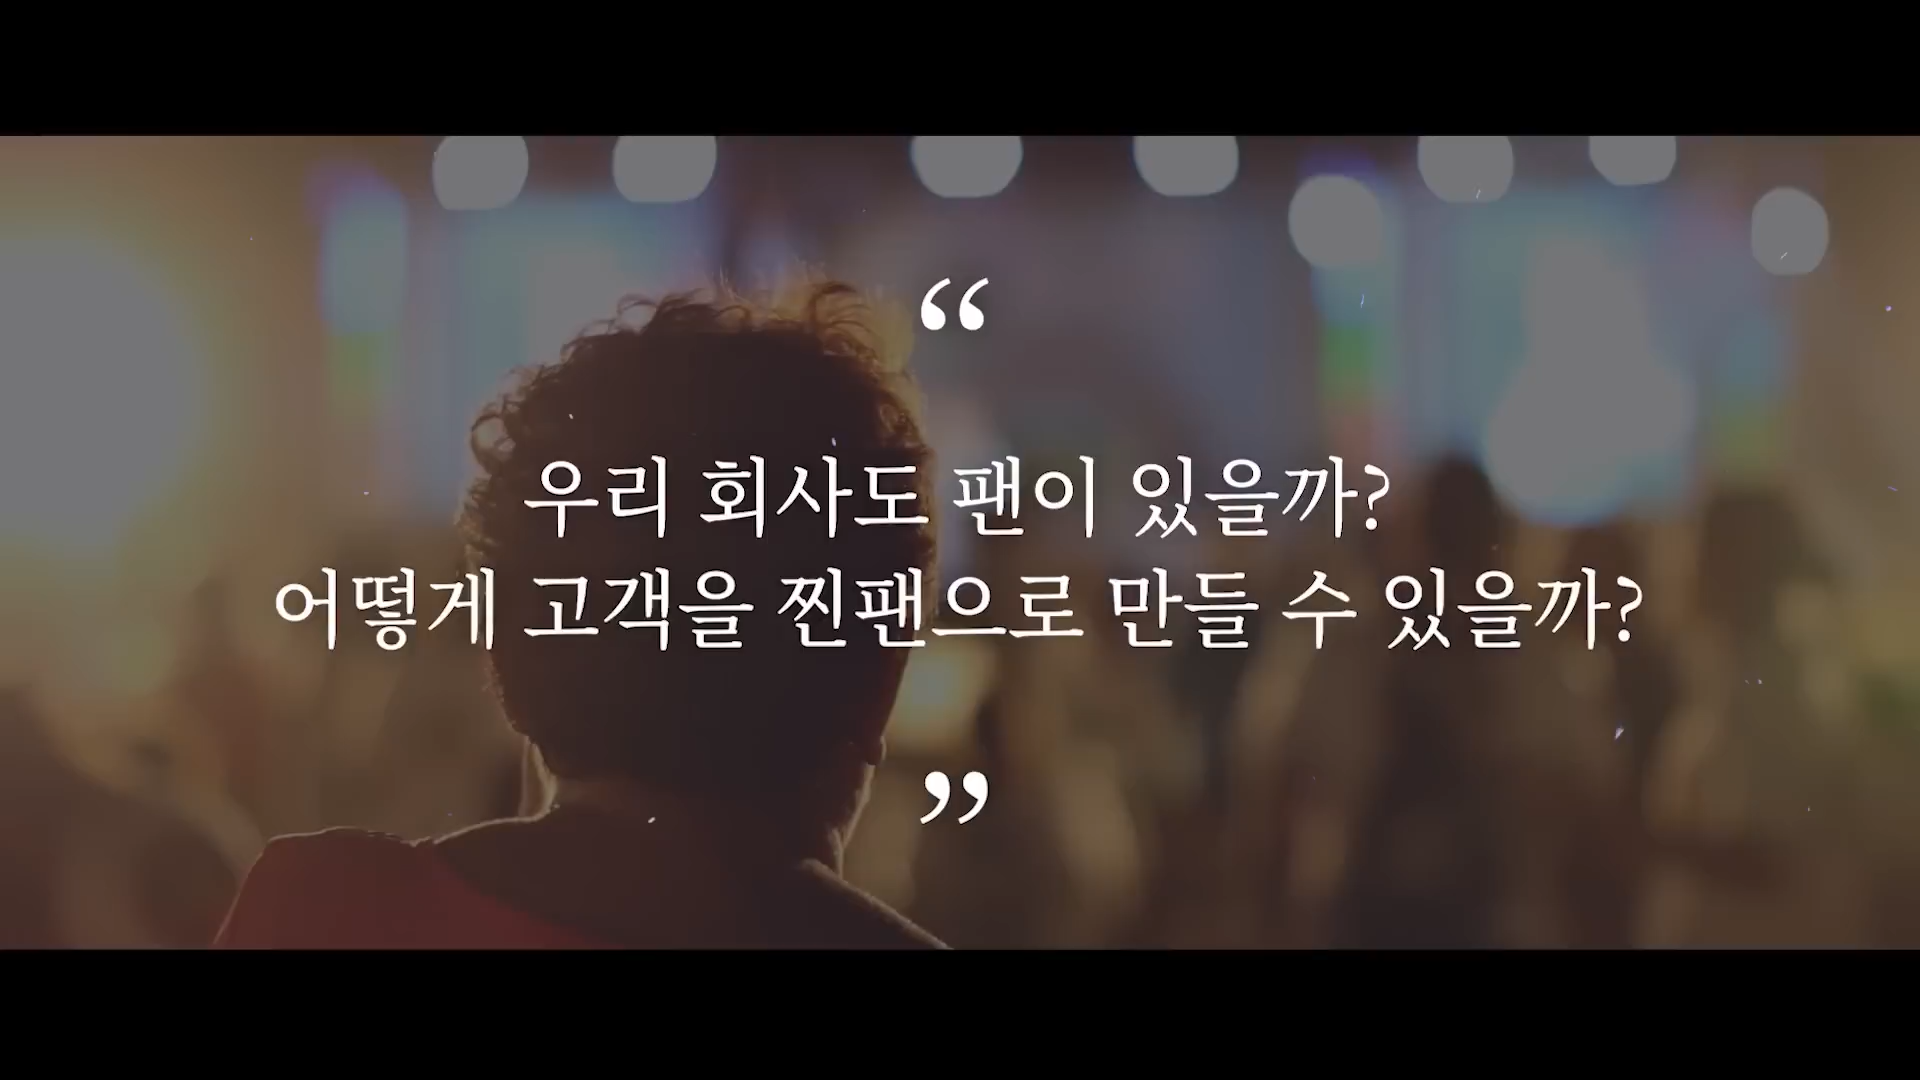 “
우리 회사도 팬이 있을까?
어떻게 고객을 찐팬으로 만들 수 있을까?
”